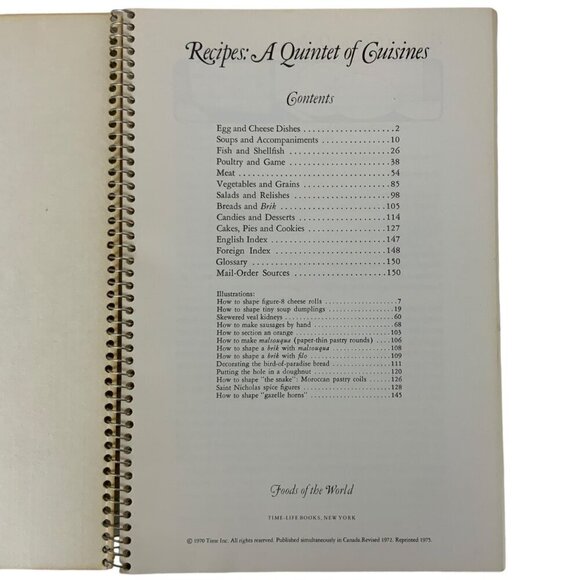 Recipes: A Quintet of Cuisines
Contents
Egg and Cheese Dishes . . . . . . . . . . . . . . . . . . . . . 2
Soups and Accompaniments . . . . . . . . . . . . . . . . 10
Fish and Shellfish . . . . . . . . . . . . . . . . . . . . . . . . . 26
Poultry and Game . . . . . . . . . . . . . . . . . . . . . . . . 38
Meat . . . . . . . . . . . . . . . . . . . . . . . . . . . . . . . . . . . 54
Vegetables and Grains . . . . . . . . . . . . . . . . . . . . . 85
Salads and Relishes . . . . . . . . . . . . . . . . . . . . . . . 98
Breads and Brik . . . . . . . . . . . . . . . . . . . . . . . . . 105
Candies and Desserts . . . . . . . . . . . . . . . . . . . . . 114
Cakes, Pies and Cookies . . . . . . . . . . . . . . . . . . . 127
English Index . . . . . . . . . . . . . . . . . . . . . . . . . . . 147
Foreign Index . . . . . . . . . . . . . . . . . . . . . . . . . . . 148
Glossary . . . . . . . . . . . . . . . . . . . . . . . . . . . . . . . 150
Mail-Order Sources . . . . . . . . . . . . . . . . . . . . . . 150
Illustrations:
How to shape figure-8 cheese rolls . . . . . . . . . . . . . . . . 7
How to shape tiny soup dumplings . . . . . . . . . . . . . . . 19
Skewered veal kidneys . . . . . . . . . . . . . . . . . . . . . . . . 60
How to make sausages by hand . . . . . . . . . . . . . . . . . 68
How to section an orange . . . . . . . . . . . . . . . . . . . . . 103
How to make malsouqua (paper-thin pastry rounds) . . 106
How to shape a brik with malsouqua . . . . . . . . . . . . . 108
How to shape a brik with filo . . . . . . . . . . . . . . . . . . 109
Decorating the bird-of-paradise bread . . . . . . . . . . . . 111
Putting the hole in a doughnut . . . . . . . . . . . . . . . . . 120
How to shape "the snake": Moroccan pastry coils . . . . 126
Saint Nicholas spice figures . . . . . . . . . . . . . . . . . . . 128
How to shape "gazelle horns" . . . . . . . . . . . . . . . . . . 145
Foods of the World
TIME-LIFE BOOKS, NEW YORK
© 1970 Time Inc. All rights reserved. Published simultaneously in Canada. Revised 1972. Reprinted 1975.